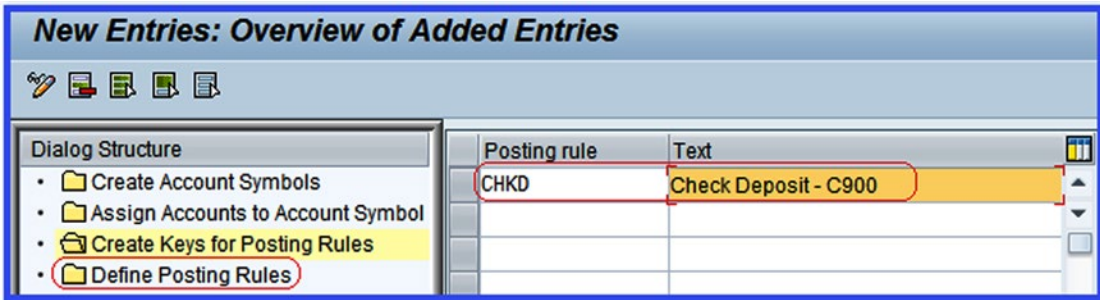 New Entries: Overview of Added Entries
Dialog Structure
Create Account Symbols
Assign Accounts to Account Symbol
Create Keys for Posting Rules
Define Posting Rules
Posting rule Text
CHKD Check Deposit - C900